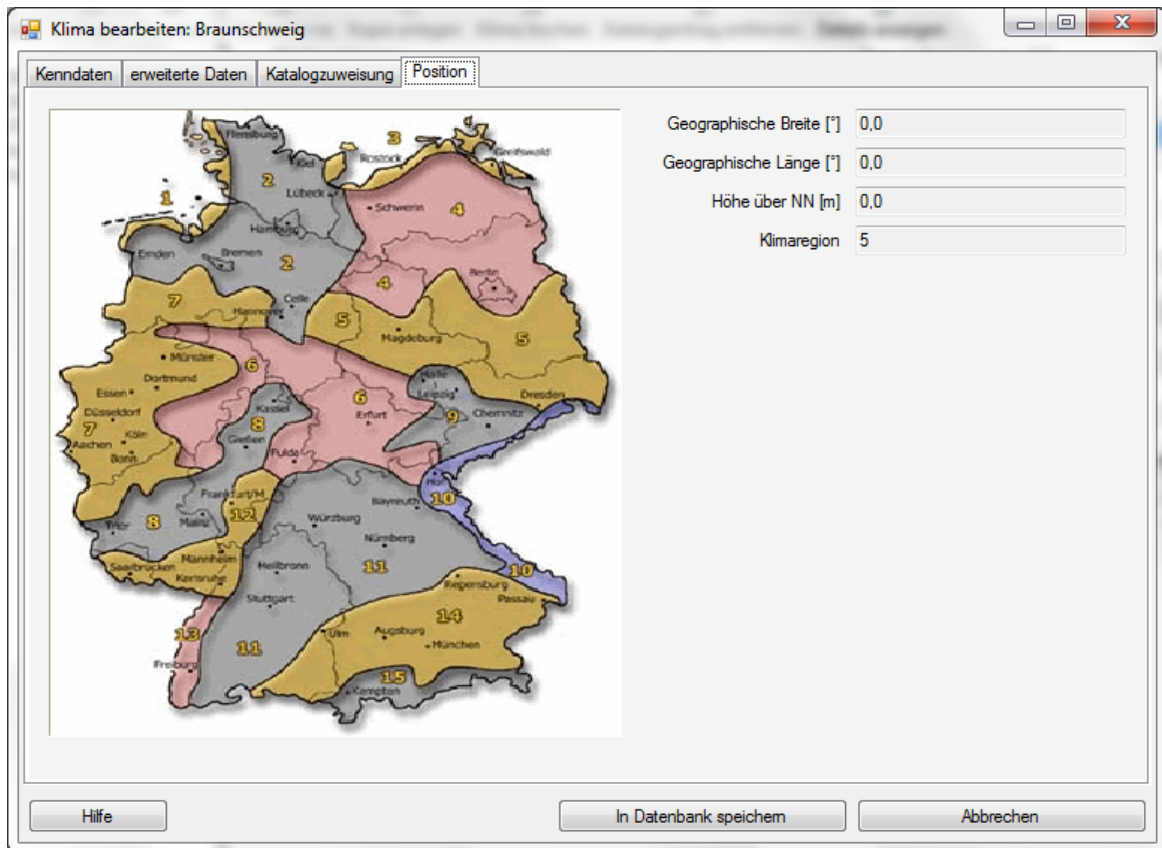 Klima bearbeiten: Braunschweig
Kenndaten
erweiterte Daten
Katalogzuweisung
Position
Flensburg
3
Rostock
Greifswald
Kiel
2
Lübeck
1
Schwerin
4
Hamburg
Emden
Bremen
2
Berlin
4
7
Celle
Hannover
5
Magdeburg
5
Münster
6
Halle
Dortmund
Essen
Leipzig
Dresden
6
Kassel
Düsseldorf
Erfurt
9
Chemnitz
8
7
Köln
Gießen
Aachen
Bonn
Fulda
Hof
10
Frankfurt/M
Bayreuth
12
Trier
8
Mainz
Würzburg
Nürnberg
Mannheim
11
Saarbrücken
Heilbronn
10
Karlsruhe
Regensburg
Stuttgart
Passau
14
13
Ulm
Augsburg
München
11
Freiburg
15
Kempten
Geographische Breite [°] 0,0
Geographische Länge [°] 0,0
Höhe über NN [m] 0,0
Klimaregion 5
Hilfe
In Datenbank speichern
Abbrechen